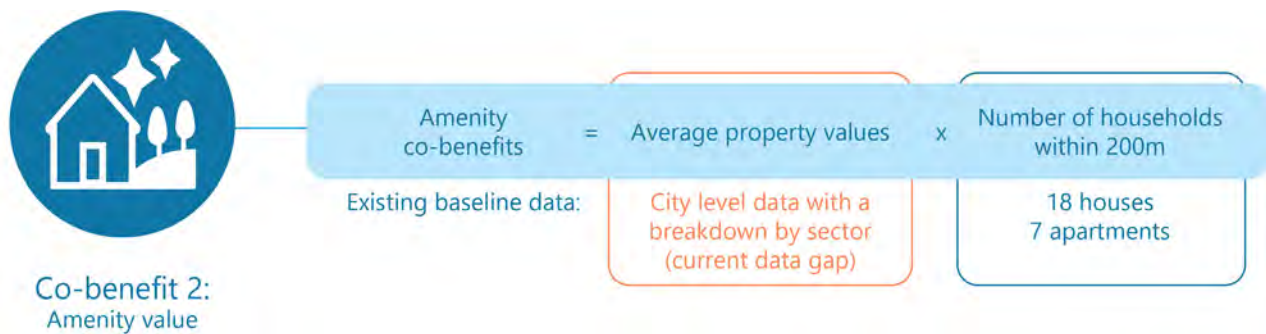 Amenity
co-benefits
=
Average property values
x
Number of households
within 200m
Existing baseline data:
City level data with a
breakdown by sector
(current data gap)
18 houses
7 apartments
Co-benefit 2:
Amenity value